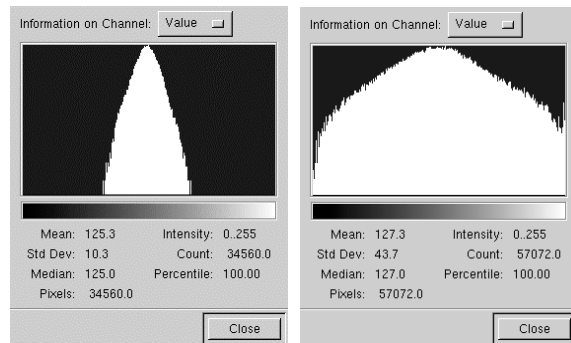 Information on Channel: Value
Mean: 125.3 Intensity: 0..255
Std Dev: 10.3 Count: 34560.0
Median: 125.0 Percentile: 100.00
Pixels: 34560.0
Close
Information on Channel: Value
Mean: 127.3 Intensity: 0..255
Std Dev: 43.7 Count: 57072.0
Median: 127.0 Percentile: 100.00
Pixels: 57072.0
Close